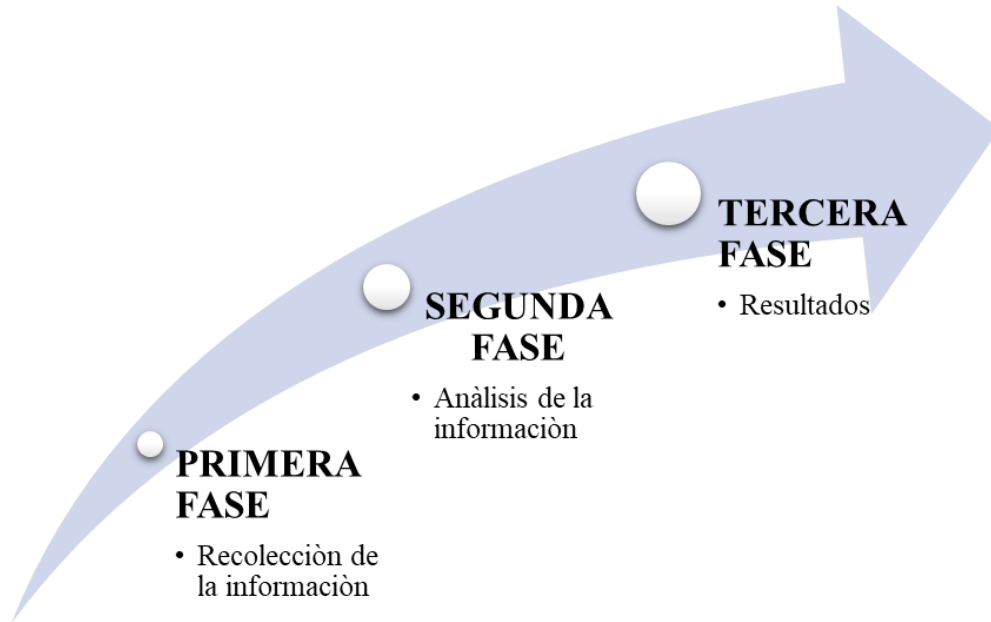 PRIMERA
FASE
• Recolecciòn de
la informaciòn
SEGUNDA
FASE
• Anàlisis de la
informaciòn
TERCERA
FASE
• Resultados